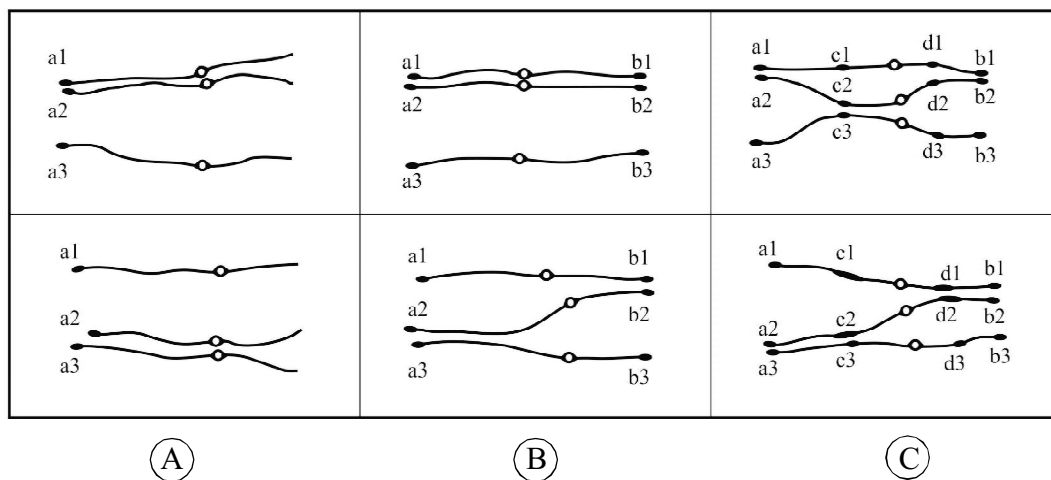 a1
a2
a3
a1 b1
a2 b2
a3 b3
a1 c1 d1 b1
a2 c2 d2 b2
a3 c3 d3 b3
a1
a2
a3
a1 b1
a2 b2
a3 b3
a1 c1 d1 b1
a2 c2 d2 b2
a3 c3 d3 b3
A B C